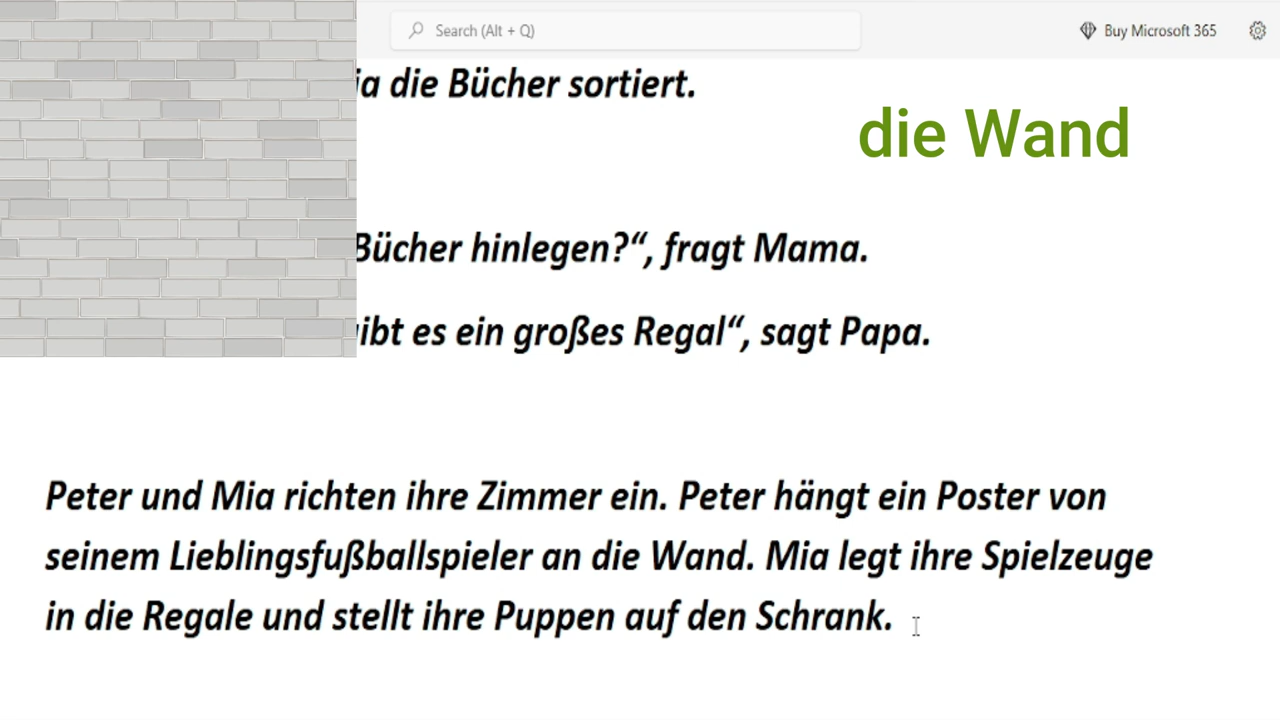 Search (Alt + Q)
Buy Microsoft 365
die Bücher sortiert.
die Wand
Bücher hinlegen?“, fragt Mama.
es ein großes Regal“, sagt Papa.
Peter und Mia richten ihre Zimmer ein. Peter hängt ein Poster von
seinem Lieblingsfußballspieler an die Wand. Mia legt ihre Spielzeuge
in die Regale und stellt ihre Puppen auf den Schrank.